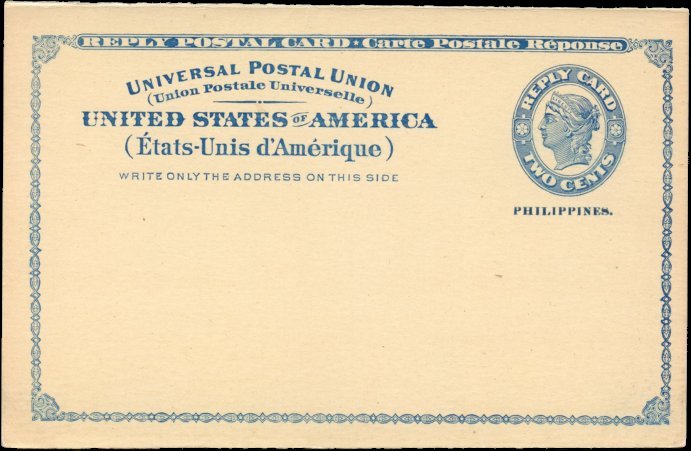 REPLY POSTAL CARD ★ Carte Postale Réponse
UNIVERSAL POSTAL UNION
(Union Postale Universelle)
UNITED STATES OF AMERICA
(États-Unis d'Amérique)
WRITE ONLY THE ADDRESS ON THIS SIDE
REPLY CARD
TWO CENTS
PHILIPPINES.